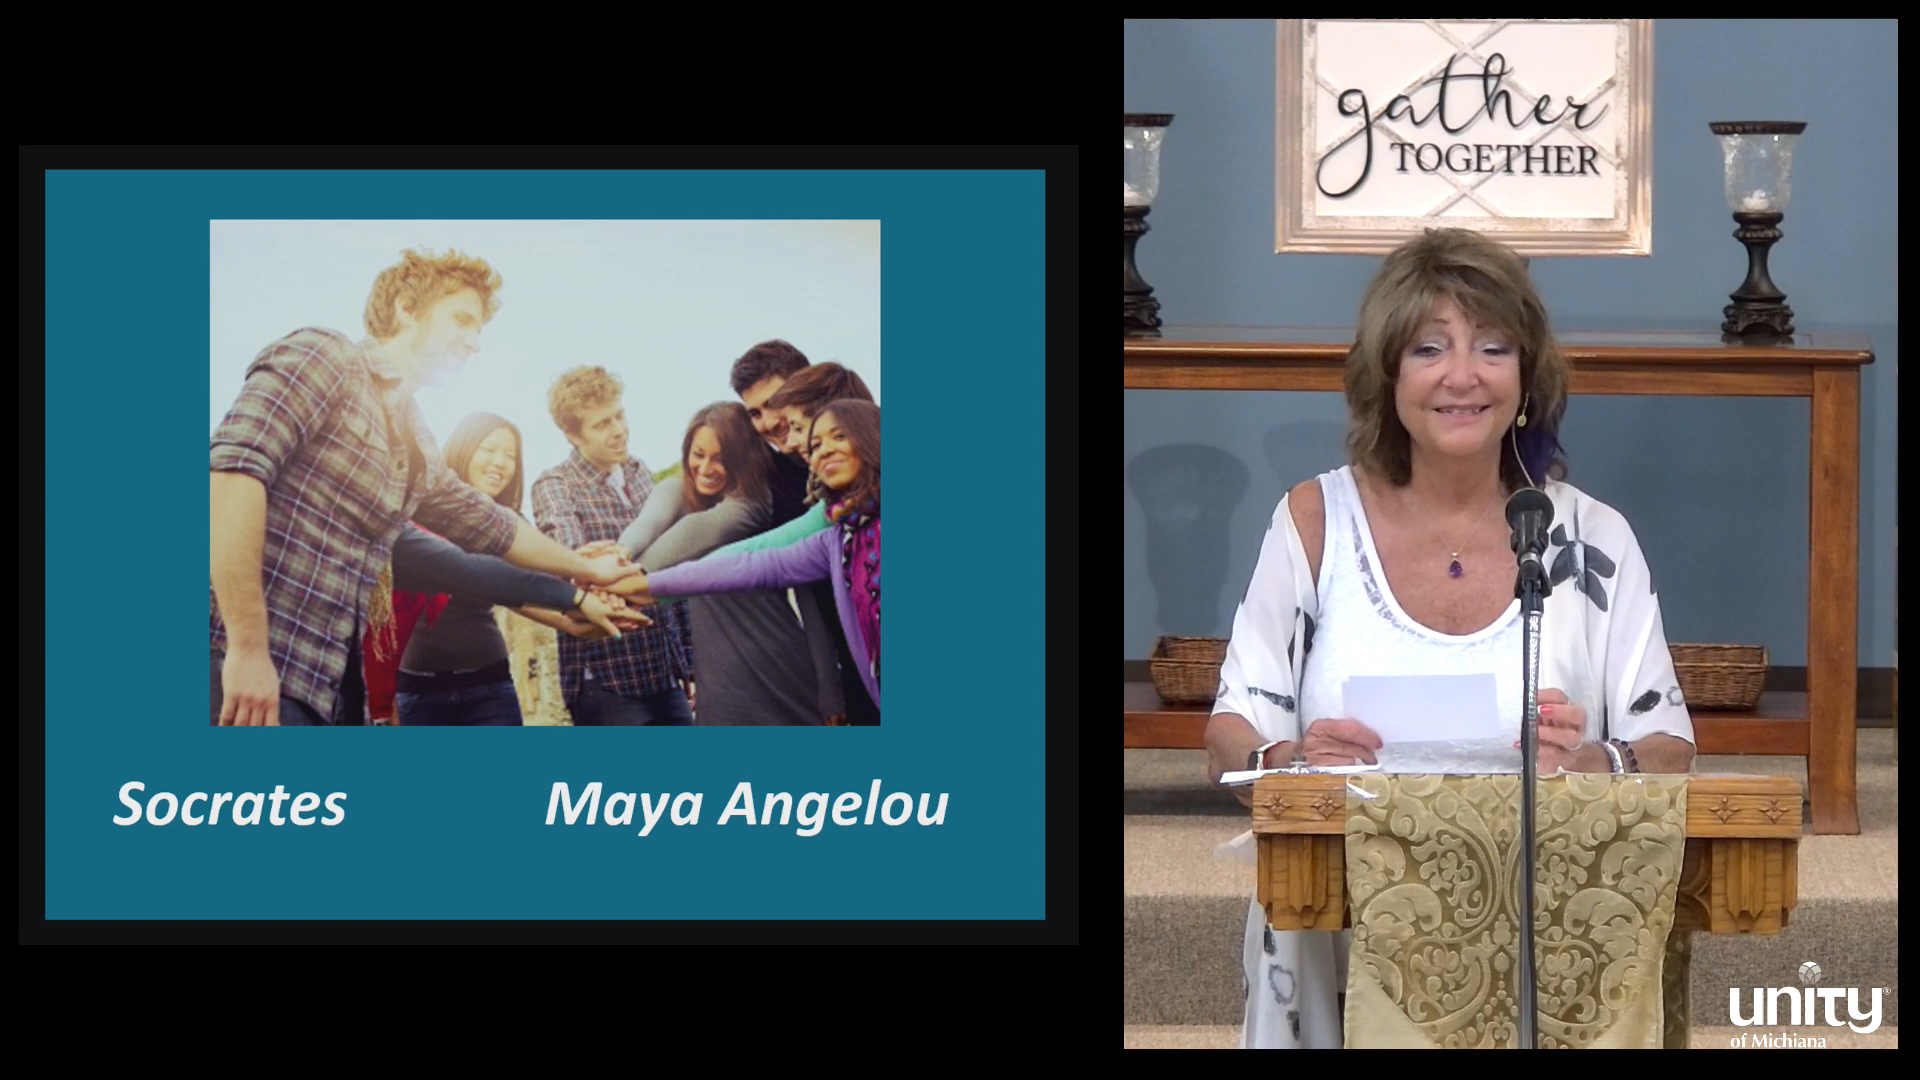 Socrates Maya Angelou
gather
TOGETHER
unity®
of Michiana